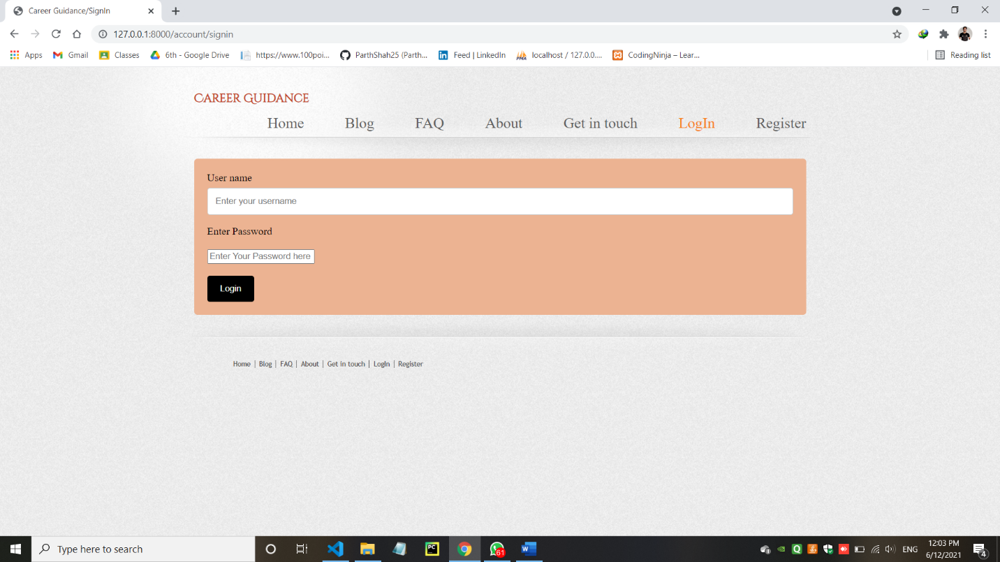 Career Guidance/SignIn
127.0.0.1:8000/account/signin
Apps Gmail Classes 6th - Google Drive https://www.100poi... ParthShah25 (Parth... Feed | LinkedIn localhost / 127.0.0.... CodingNinja – Lear... Reading list
Career Guidance
Home Blog FAQ About Get in touch LogIn Register
User name
Enter your username
Enter Password
Enter Your Password here
Login
Home | Blog | FAQ | About | Get in touch | LogIn | Register
Type here to search
PC
61
ENG
12:03 PM
6/12/2021
4